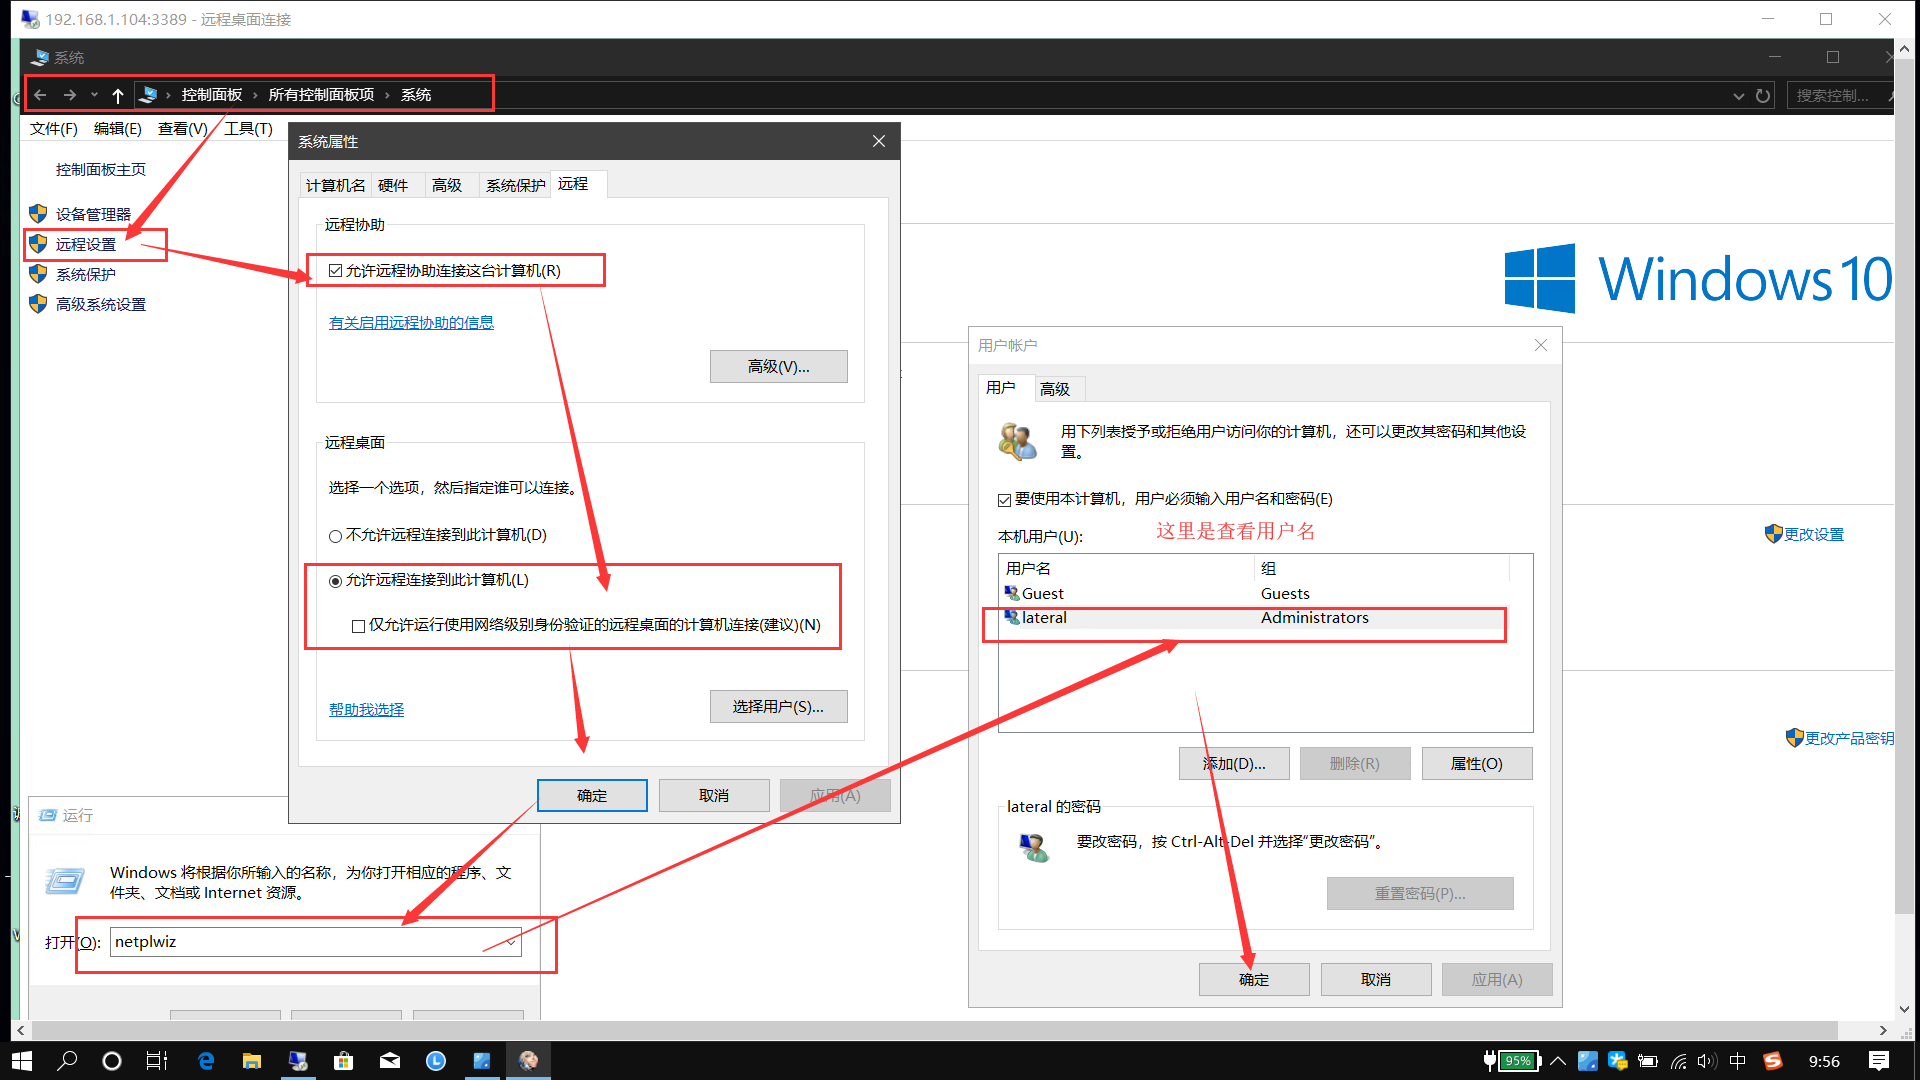 192.168.1.104:3389 - 远程桌面连接
系统
控制面板 › 所有控制面板项 › 系统
搜索控制...
文件(F) 编辑(E) 查看(V) 工具(T)
控制面板主页
设备管理器
远程设置
系统保护
高级系统设置
系统属性
计算机名 硬件 高级 系统保护 远程
远程协助
允许远程协助连接这台计算机(R)
有关启用远程协助的信息
高级(V)...
远程桌面
选择一个选项，然后指定谁可以连接。
不允许远程连接到此计算机(D)
允许远程连接到此计算机(L)
仅允许运行使用网络级别身份验证的远程桌面的计算机连接(建议)(N)
帮助我选择
选择用户(S)...
确定 取消 应用(A)
Windows 10
用户帐户
用户 高级
用下列表授予或拒绝用户访问你的计算机，还可以更改其密码和其他设
置。
要使用本计算机，用户必须输入用户名和密码(E)
这里是查看用户名
本机用户(U):
用户名 组
Guest Guests
lateral Administrators
添加(D)... 删除(R) 属性(O)
lateral 的密码
要改密码，按 Ctrl-Alt-Del 并选择“更改密码”。
重置密码(P)...
确定 取消 应用(A)
更改设置
更改产品密钥
运行
Windows 将根据你所输入的名称，为你打开相应的程序、文
件夹、文档或 Internet 资源。
打开(O): netplwiz
95% 中 9:56